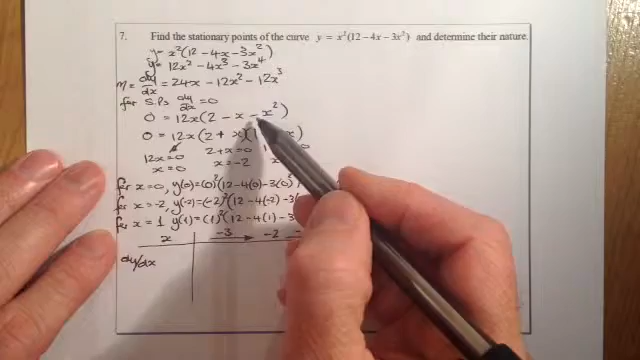 7. Find the stationary points of the curve y = x²(12 − 4x − 3x²) and determine their nature.
y = x²(12 − 4x − 3x²)
y = 12x² − 4x³ − 3x⁴
m = dy/dx = 24x − 12x² − 12x³
for S.Ps dy/dx = 0
0 = 12x(2 − x − x²)
0 = 12x(2 + x)(1 x)
12x = 0 2 + x = 0 1 0
x = 0 x = −2 x
for x = 0, y(0) = (0)²(12 − 4(0) − 3(0²)
for x = −2, y(−2) = (−2)²(12 − 4(−2) − 3(
for x = 1 y(1) = (1)²(12 − 4(1) − 3
x −3 → −2 −
dy/dx